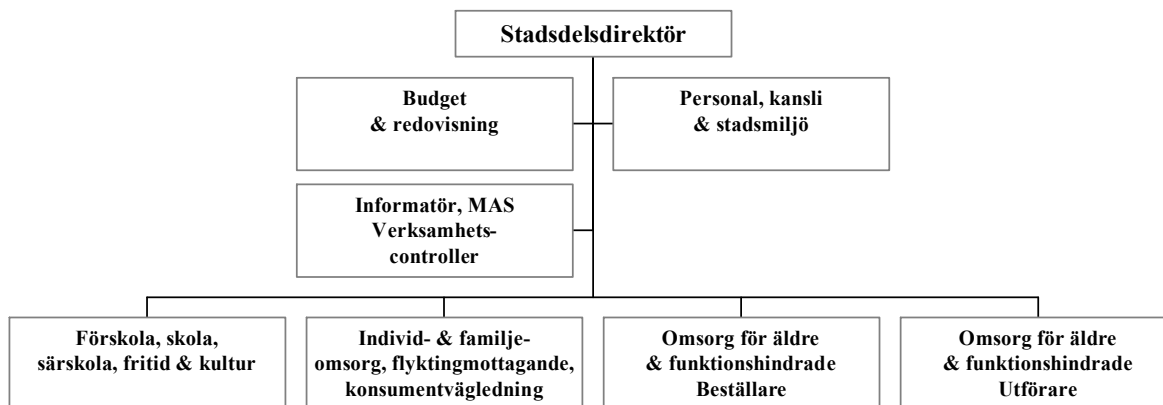 Stadsdelsdirektör
Budget
& redovisning
Personal, kansli
& stadsmiljö
Informatör, MAS
Verksamhets-
controller
Förskola, skola,
särskola, fritid & kultur
Individ- & familje-
omsorg, flyktingmottagande,
konsumentvägledning
Omsorg för äldre
& funktionshindrade
Beställare
Omsorg för äldre
& funktionshindrade
Utförare